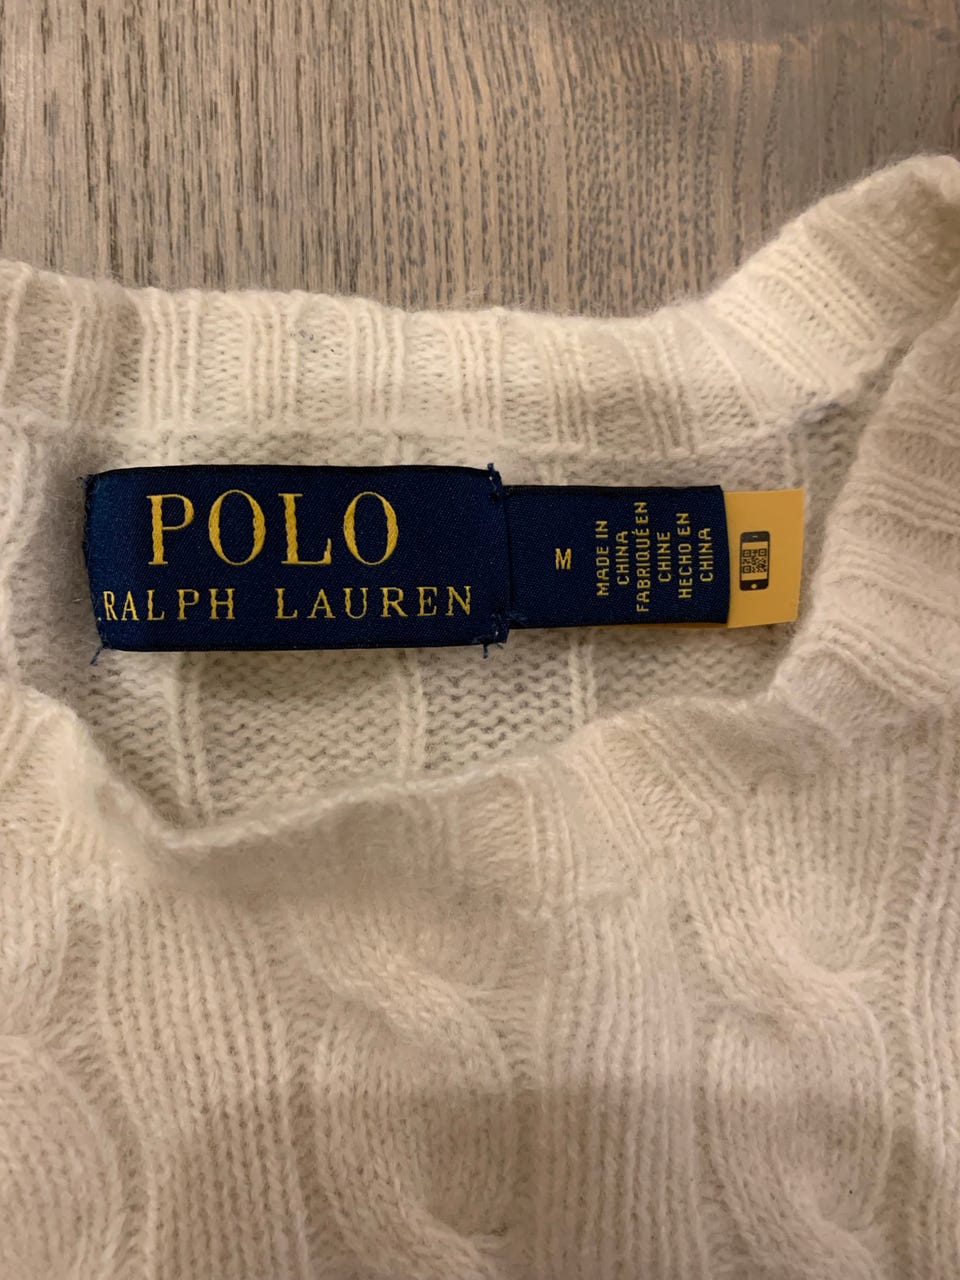 POLO
RALPH LAUREN
M
MADE IN
CHINA
FABRIQUÉ EN
CHINE
HECHO EN
CHINA